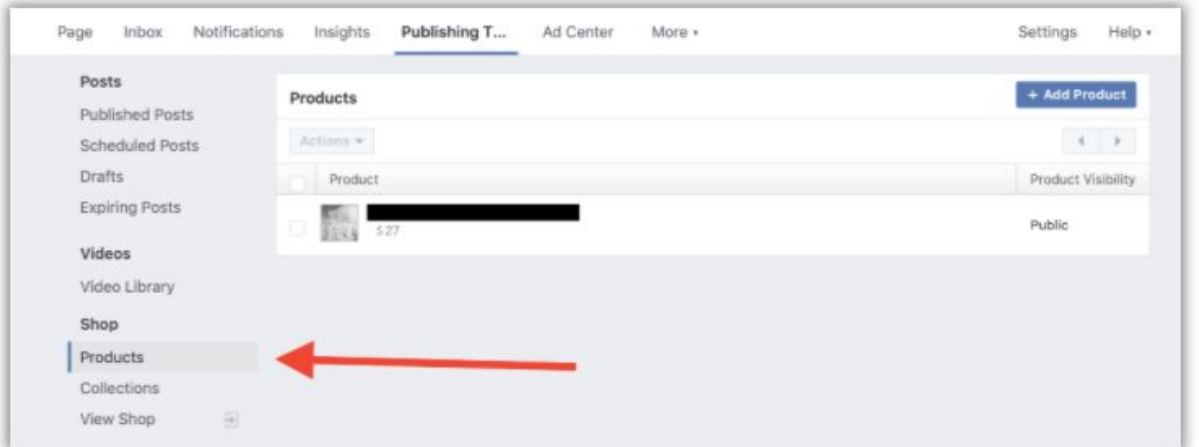 Page Inbox Notifications Insights Publishing T... Ad Center More Settings Help
Posts
Published Posts
Scheduled Posts
Drafts
Expiring Posts
Videos
Video Library
Shop
Products
Collections
View Shop
Products
+ Add Product
Actions
Product Product Visibility
$27 Public